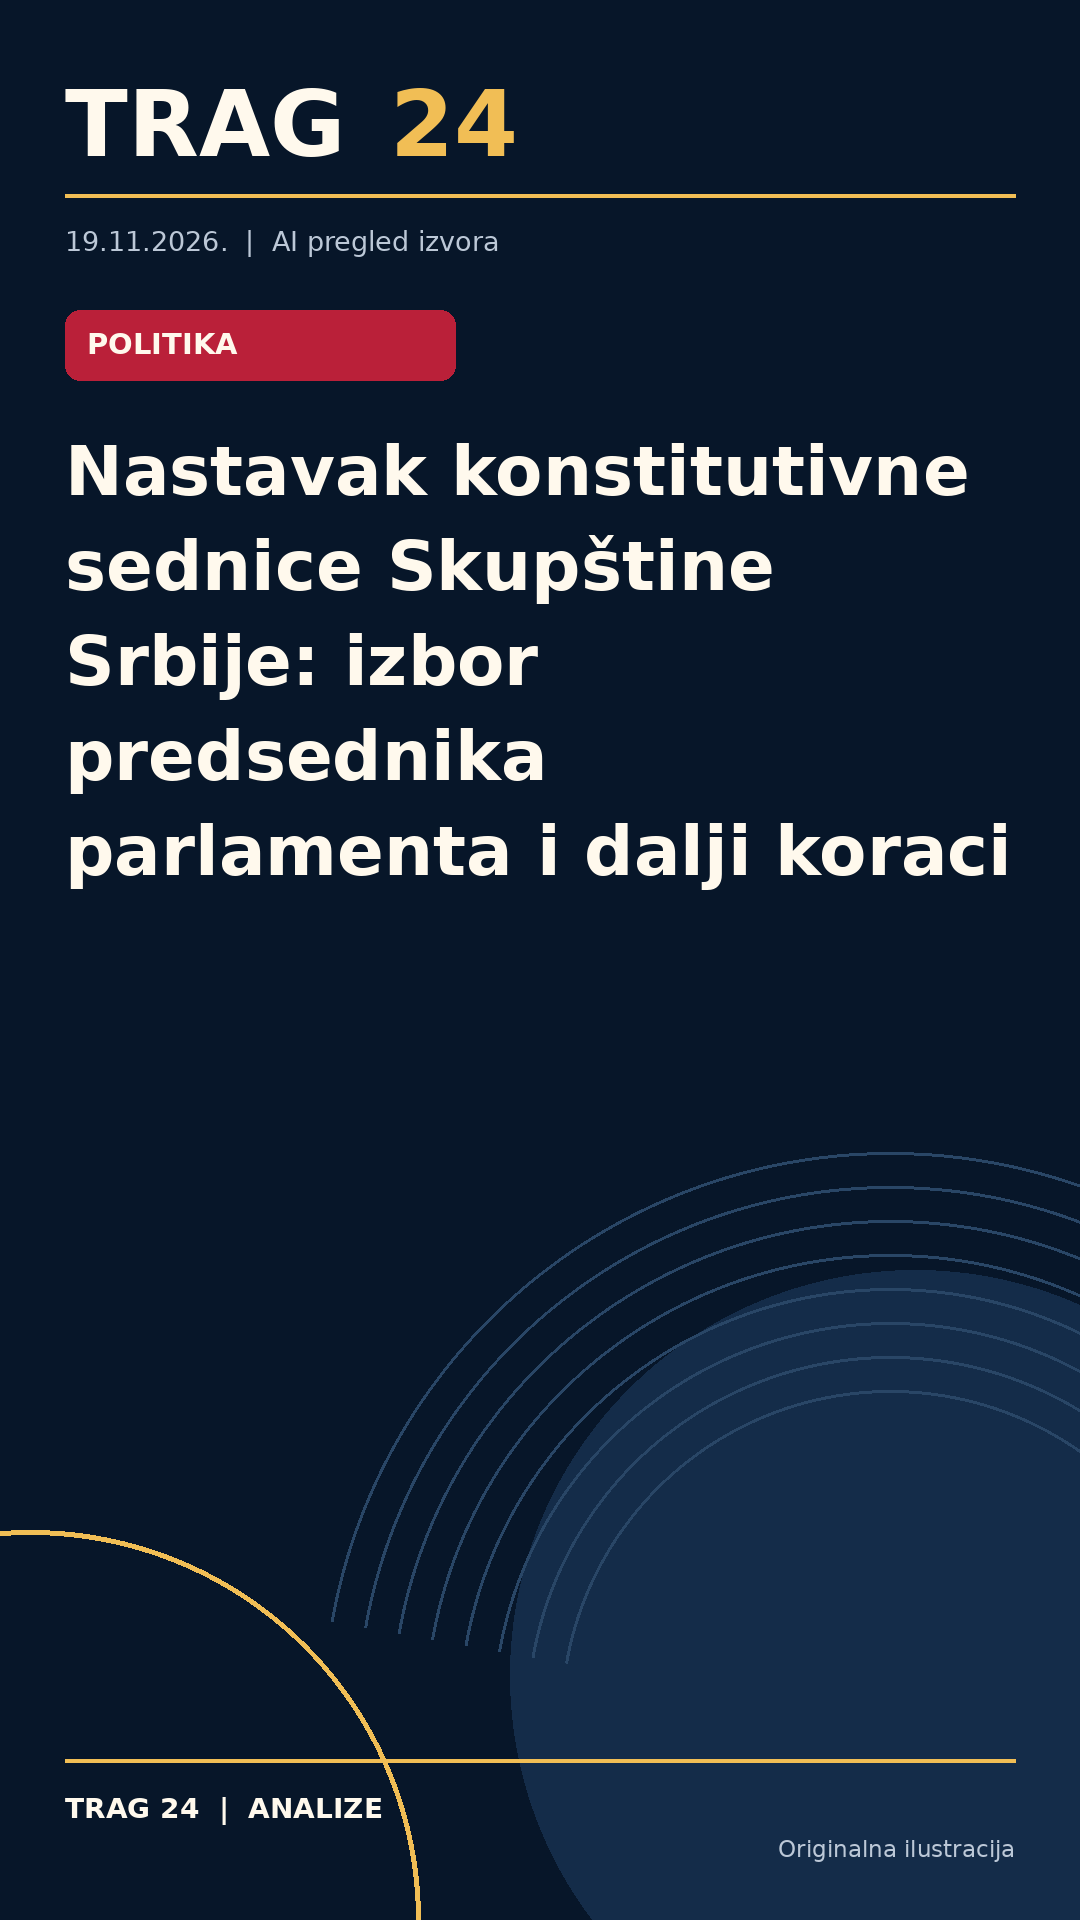 TRAG 24
19.11.2026. | AI pregled izvora
POLITIKA
Nastavak konstitutivne
sednice Skupštine
Srbije: izbor
predsednika
parlamenta i dalji koraci
TRAG 24 | ANALIZE
Originalna ilustracija